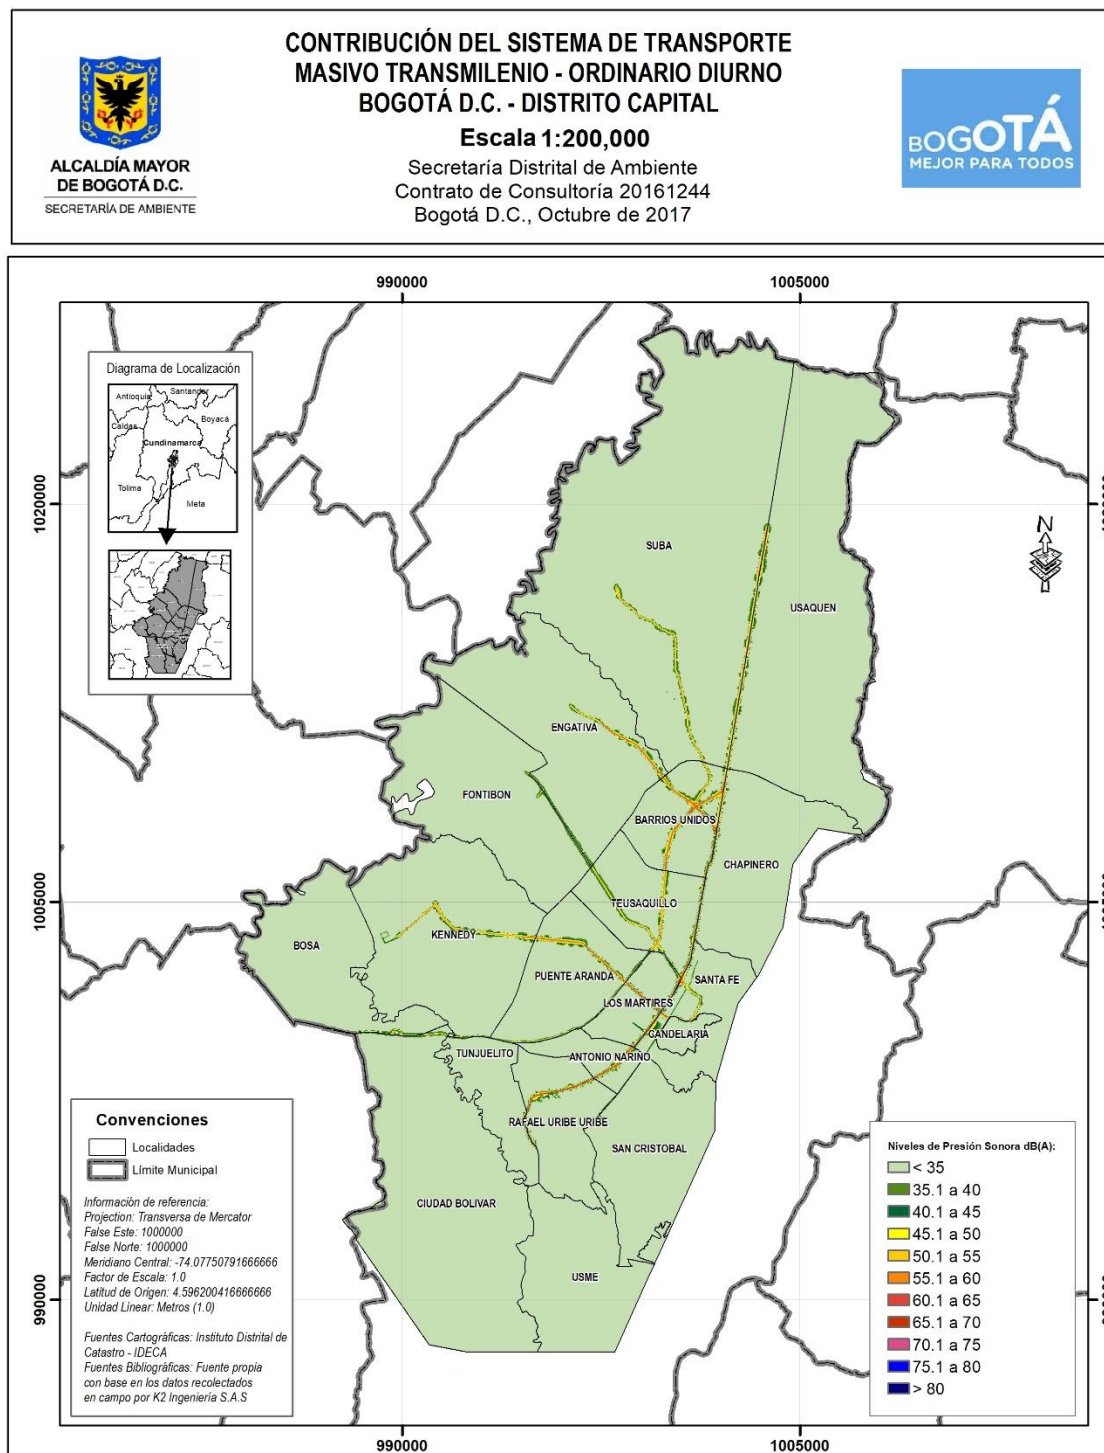 CONTRIBUCIÓN DEL SISTEMA DE TRANSPORTE
MASIVO TRANSMILENIO - ORDINARIO DIURNO
BOGOTÁ D.C. - DISTRITO CAPITAL
Escala 1:200,000
Secretaría Distrital de Ambiente
Contrato de Consultoría 20161244
Bogotá D.C., Octubre de 2017
ALCALDÍA MAYOR
DE BOGOTÁ D.C.
SECRETARÍA DE AMBIENTE
BOGOTÁ
MEJOR PARA TODOS
990000
1005000
Diagrama de Localización
Antioquia
Santander
Boyacá
Caldas
Cundinamarca
Tolima
Meta
1020000
1005000
990000
N
SUBA
USAQUEN
ENGATIVA
FONTIBON
BARRIOS UNIDOS
CHAPINERO
TEUSAQUILLO
BOSA
KENNEDY
PUENTE ARANDA
SANTA FE
LOS MARTIRES
CANDELARIA
TUNJUELITO
ANTONIO NARIÑO
RAFAEL URIBE URIBE
SAN CRISTOBAL
CIUDAD BOLIVAR
USME
Convenciones
Localidades
Límite Municipal
Información de referencia:
Projection: Transversa de Mercator
False Este: 1000000
False Norte: 1000000
Meridiano Central: -74.07750791666666
Factor de Escala: 1.0
Latitud de Origen: 4.596200416666666
Unidad Linear: Metros (1.0)
Fuentes Cartográficas: Instituto Distrital de
Catastro - IDECA
Fuentes Bibliográficas: Fuente propia
con base en los datos recolectados
en campo por K2 Ingeniería S.A.S
Niveles de Presión Sonora dB(A):
< 35
35.1 a 40
40.1 a 45
45.1 a 50
50.1 a 55
55.1 a 60
60.1 a 65
65.1 a 70
70.1 a 75
75.1 a 80
> 80
990000
1005000